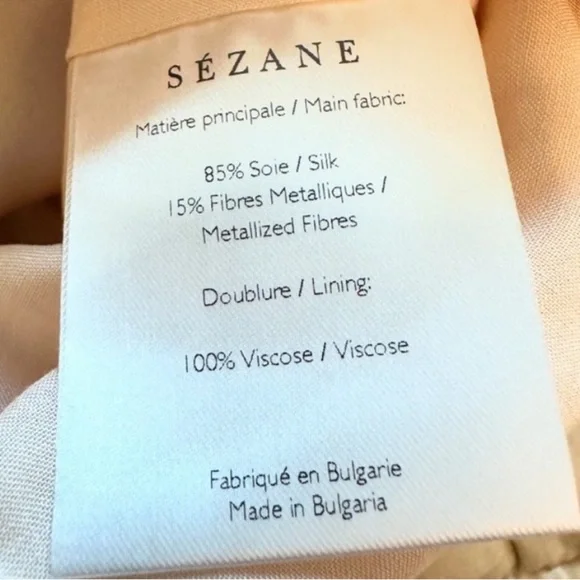 SÉZANE
Matière principale / Main fabric:
85% Soie / Silk
15% Fibres Metalliques /
Metallized Fibres
Doublure / Lining:
100% Viscose / Viscose
Fabriqué en Bulgarie
Made in Bulgaria